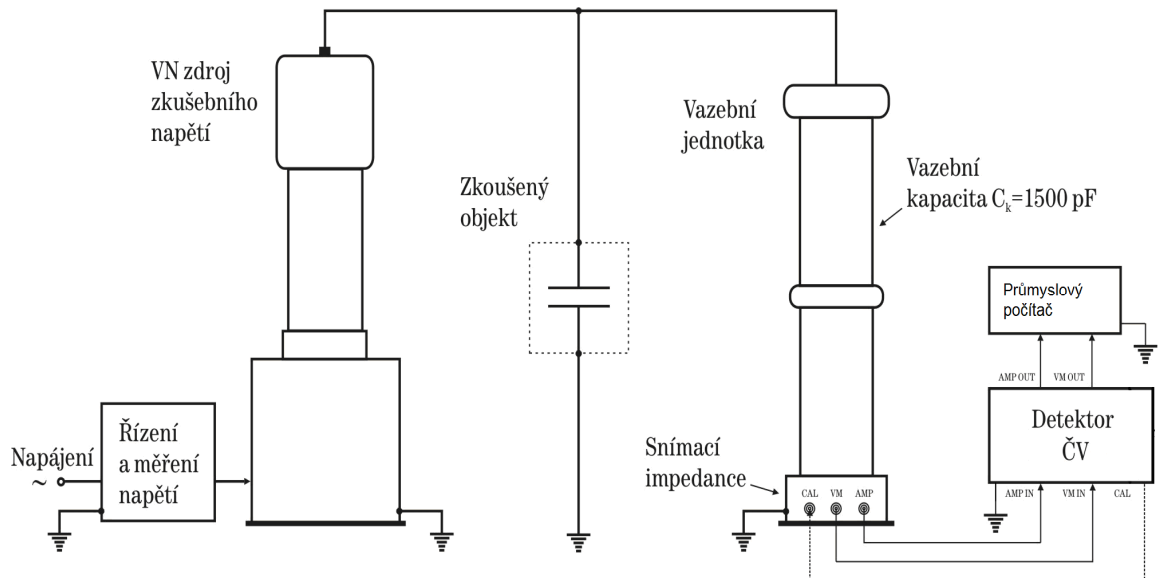 VN zdroj
zkušebního
napětí
Vazební
jednotka
Vazební
kapacita Ck=1500 pF
Zkoušený
objekt
Průmyslový
počítač
AMP OUT
VM OUT
Detektor
ČV
AMP IN
VM IN
CAL
Řízení
a měření
napětí
Napájení
~
Snímací
impedance
CAL
VM
AMP